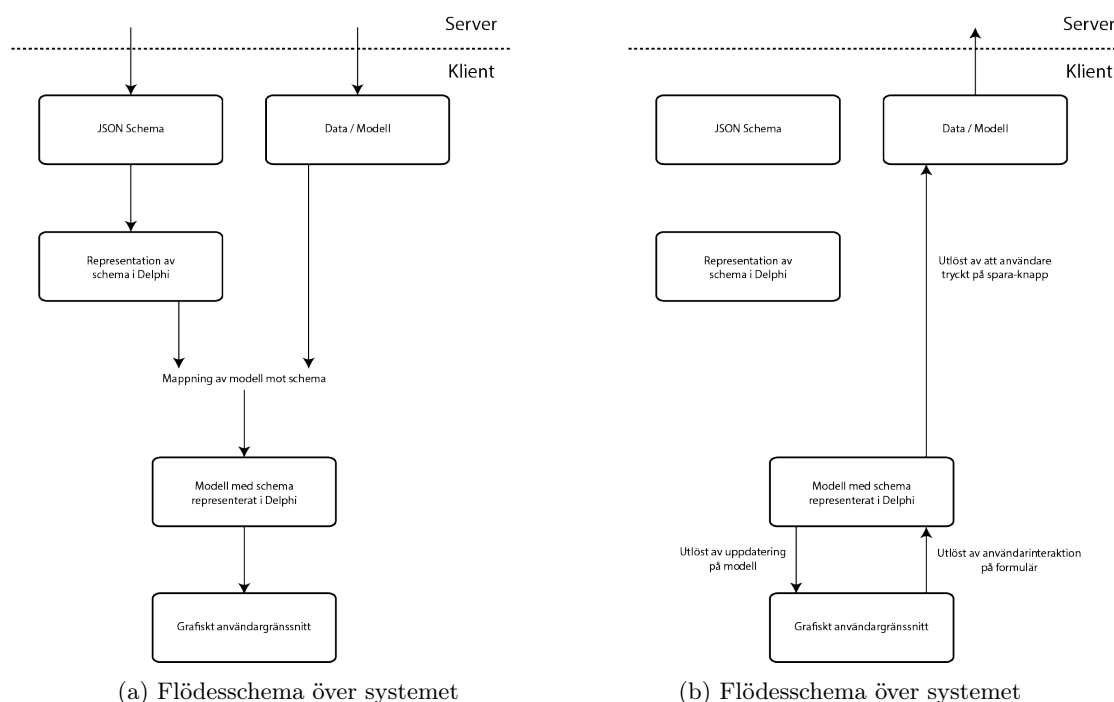 Server
Klient
JSON Schema
Data / Modell
Representation av
schema i Delphi
Mappning av modell mot schema
Modell med schema
representerat i Delphi
Grafiskt användargränssnitt
(a) Flödesschema över systemet
Server
Klient
JSON Schema
Data / Modell
Representation av
schema i Delphi
Utlöst av att användare
tryckt på spara-knapp
Modell med schema
representerat i Delphi
Utlöst av uppdatering
på modell
Utlöst av användarinteraktion
på formulär
Grafiskt användargränssnitt
(b) Flödesschema över systemet